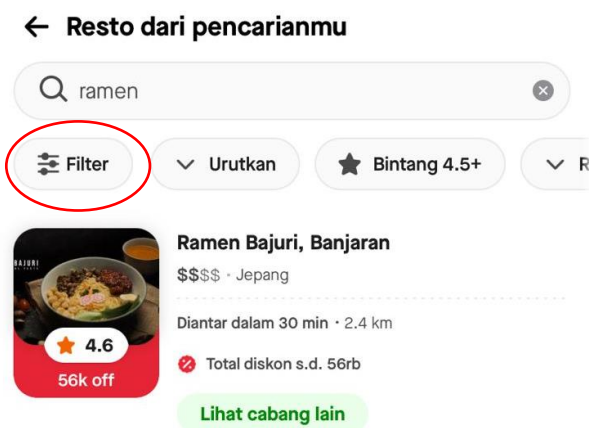 Resto dari pencarianmu
ramen
Filter
Urutkan
Bintang 4.5+
Ramen Bajuri, Banjaran
$$$$ · Jepang
Diantar dalam 30 min · 2.4 km
BAJURI
4.6
Total diskon s.d. 56rb
56k off
Lihat cabang lain